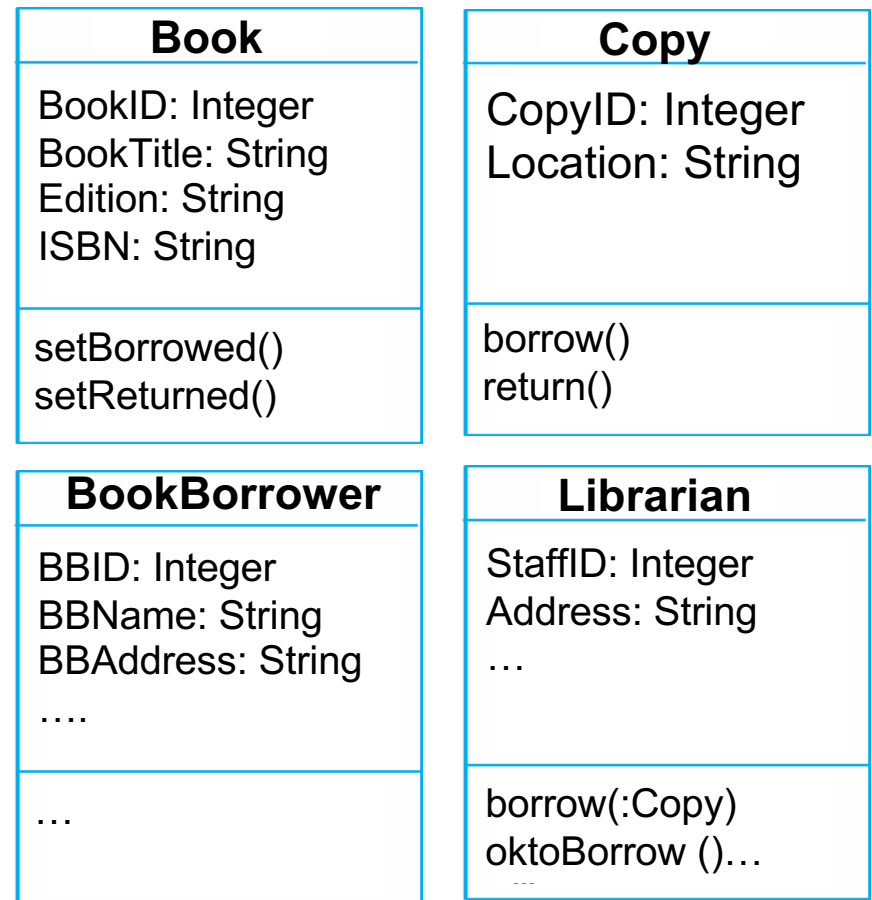 Book
BookID: Integer
BookTitle: String
Edition: String
ISBN: String
setBorrowed()
setReturned()
Copy
CopyID: Integer
Location: String
borrow()
return()
BookBorrower
BBID: Integer
BBName: String
BBAddress: String
….
…
Librarian
StaffID: Integer
Address: String
…
borrow(:Copy)
oktoBorrow ()…